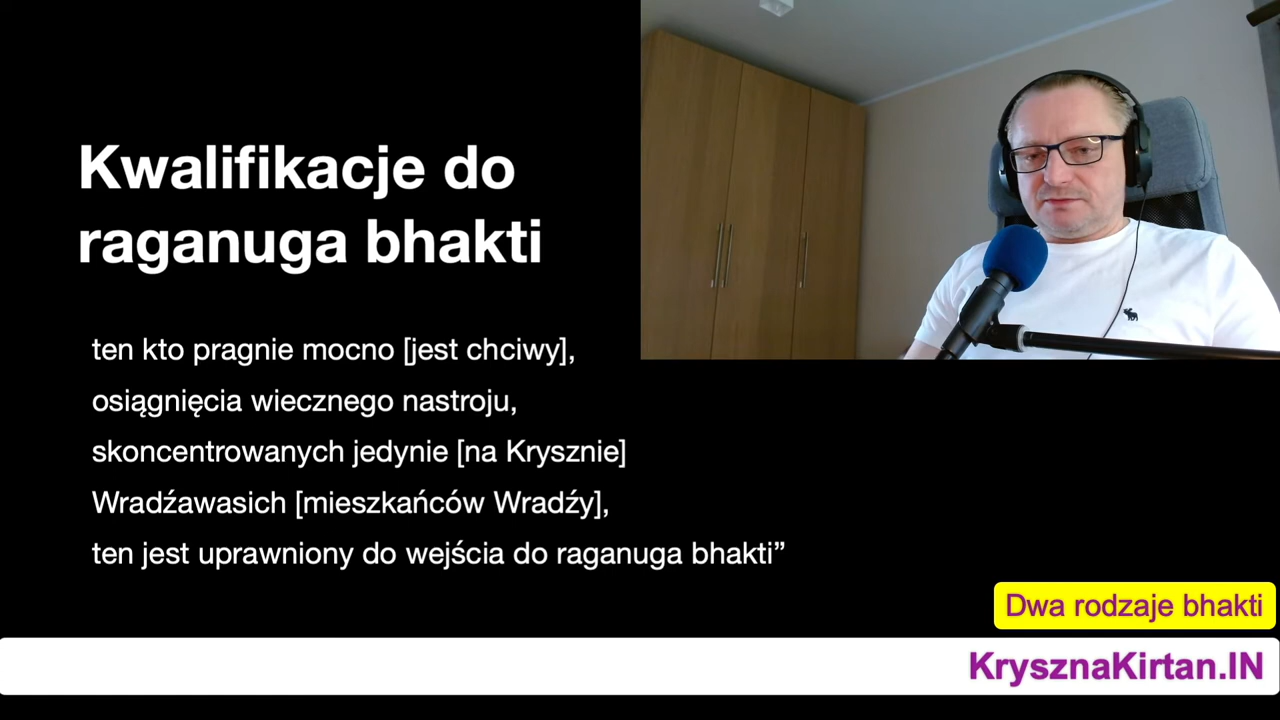 Kwalifikacje do
raganuga bhakti
ten kto pragnie mocno [jest chciwy],
osiągnięcia wiecznego nastroju,
skoncentrowanych jedynie [na Krysznie]
Wradźawasich [mieszkańców Wradźy],
ten jest uprawniony do wejścia do raganuga bhakti”
Dwa rodzaje bhakti
KrysznaKirtan.IN